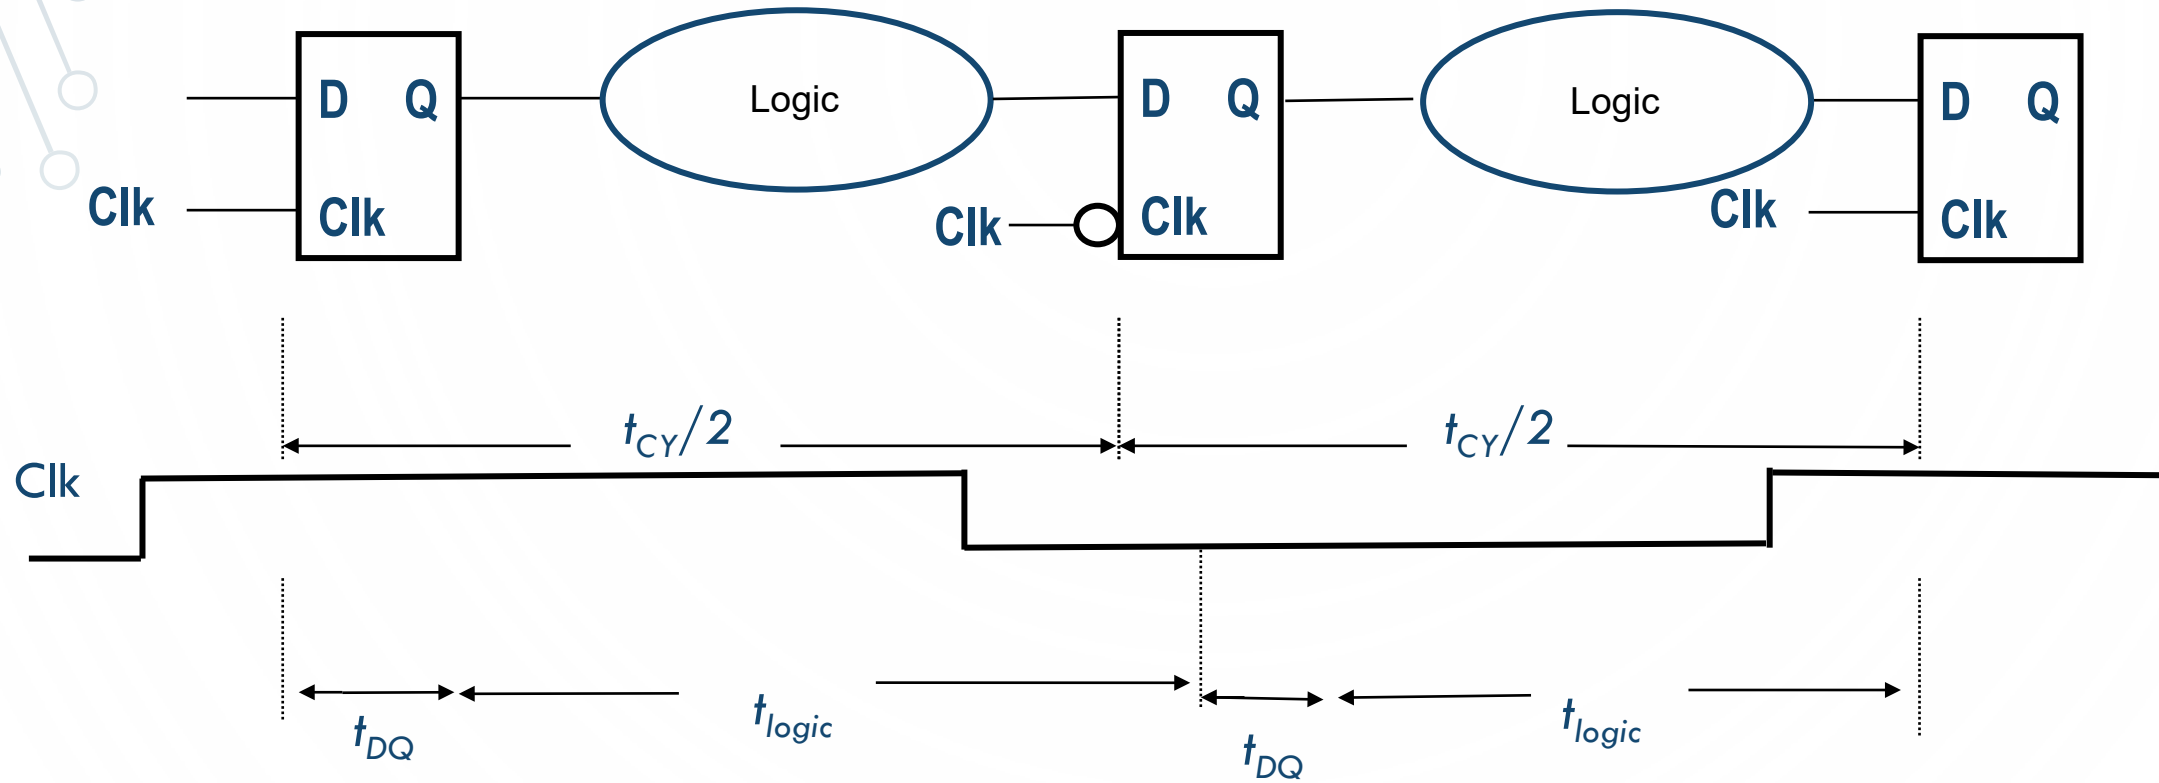 D Q
Logic
D Q
Logic
D Q
Clk
Clk
Clk
Clk
Clk
Clk
t_CY/2
t_CY/2
Clk
t_DQ
t_logic
t_DQ
t_logic